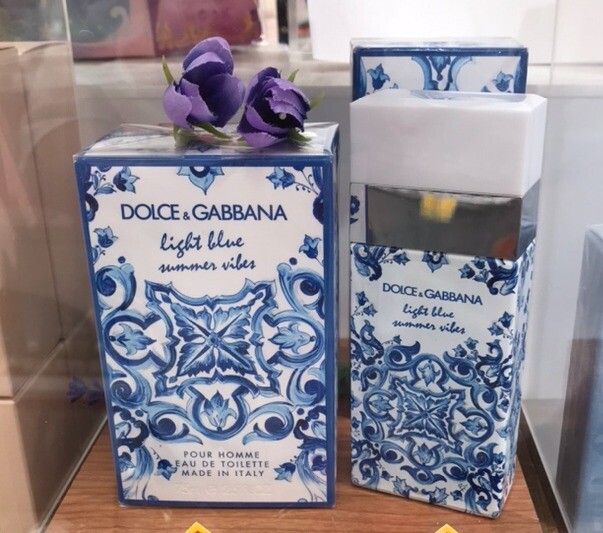 DOLCE & GABBANA
light blue
summer vibes
POUR HOMME
EAU DE TOILETTE
MADE IN ITALY
DOLCE & GABBANA
light blue
summer vibes